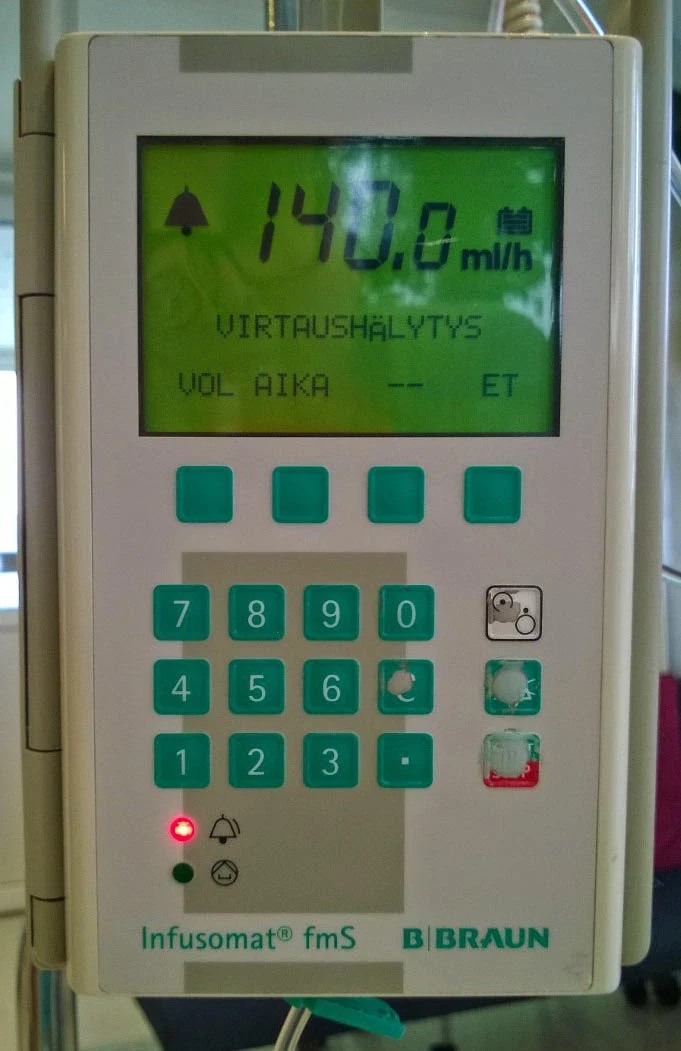 140.0 ml/h
VIRTAUSHÄLYTYS
VOL AIKA -- ET
7 8 9 0
4 5 6 C
1 2 3 .
Infusomat® fmS B|BRAUN